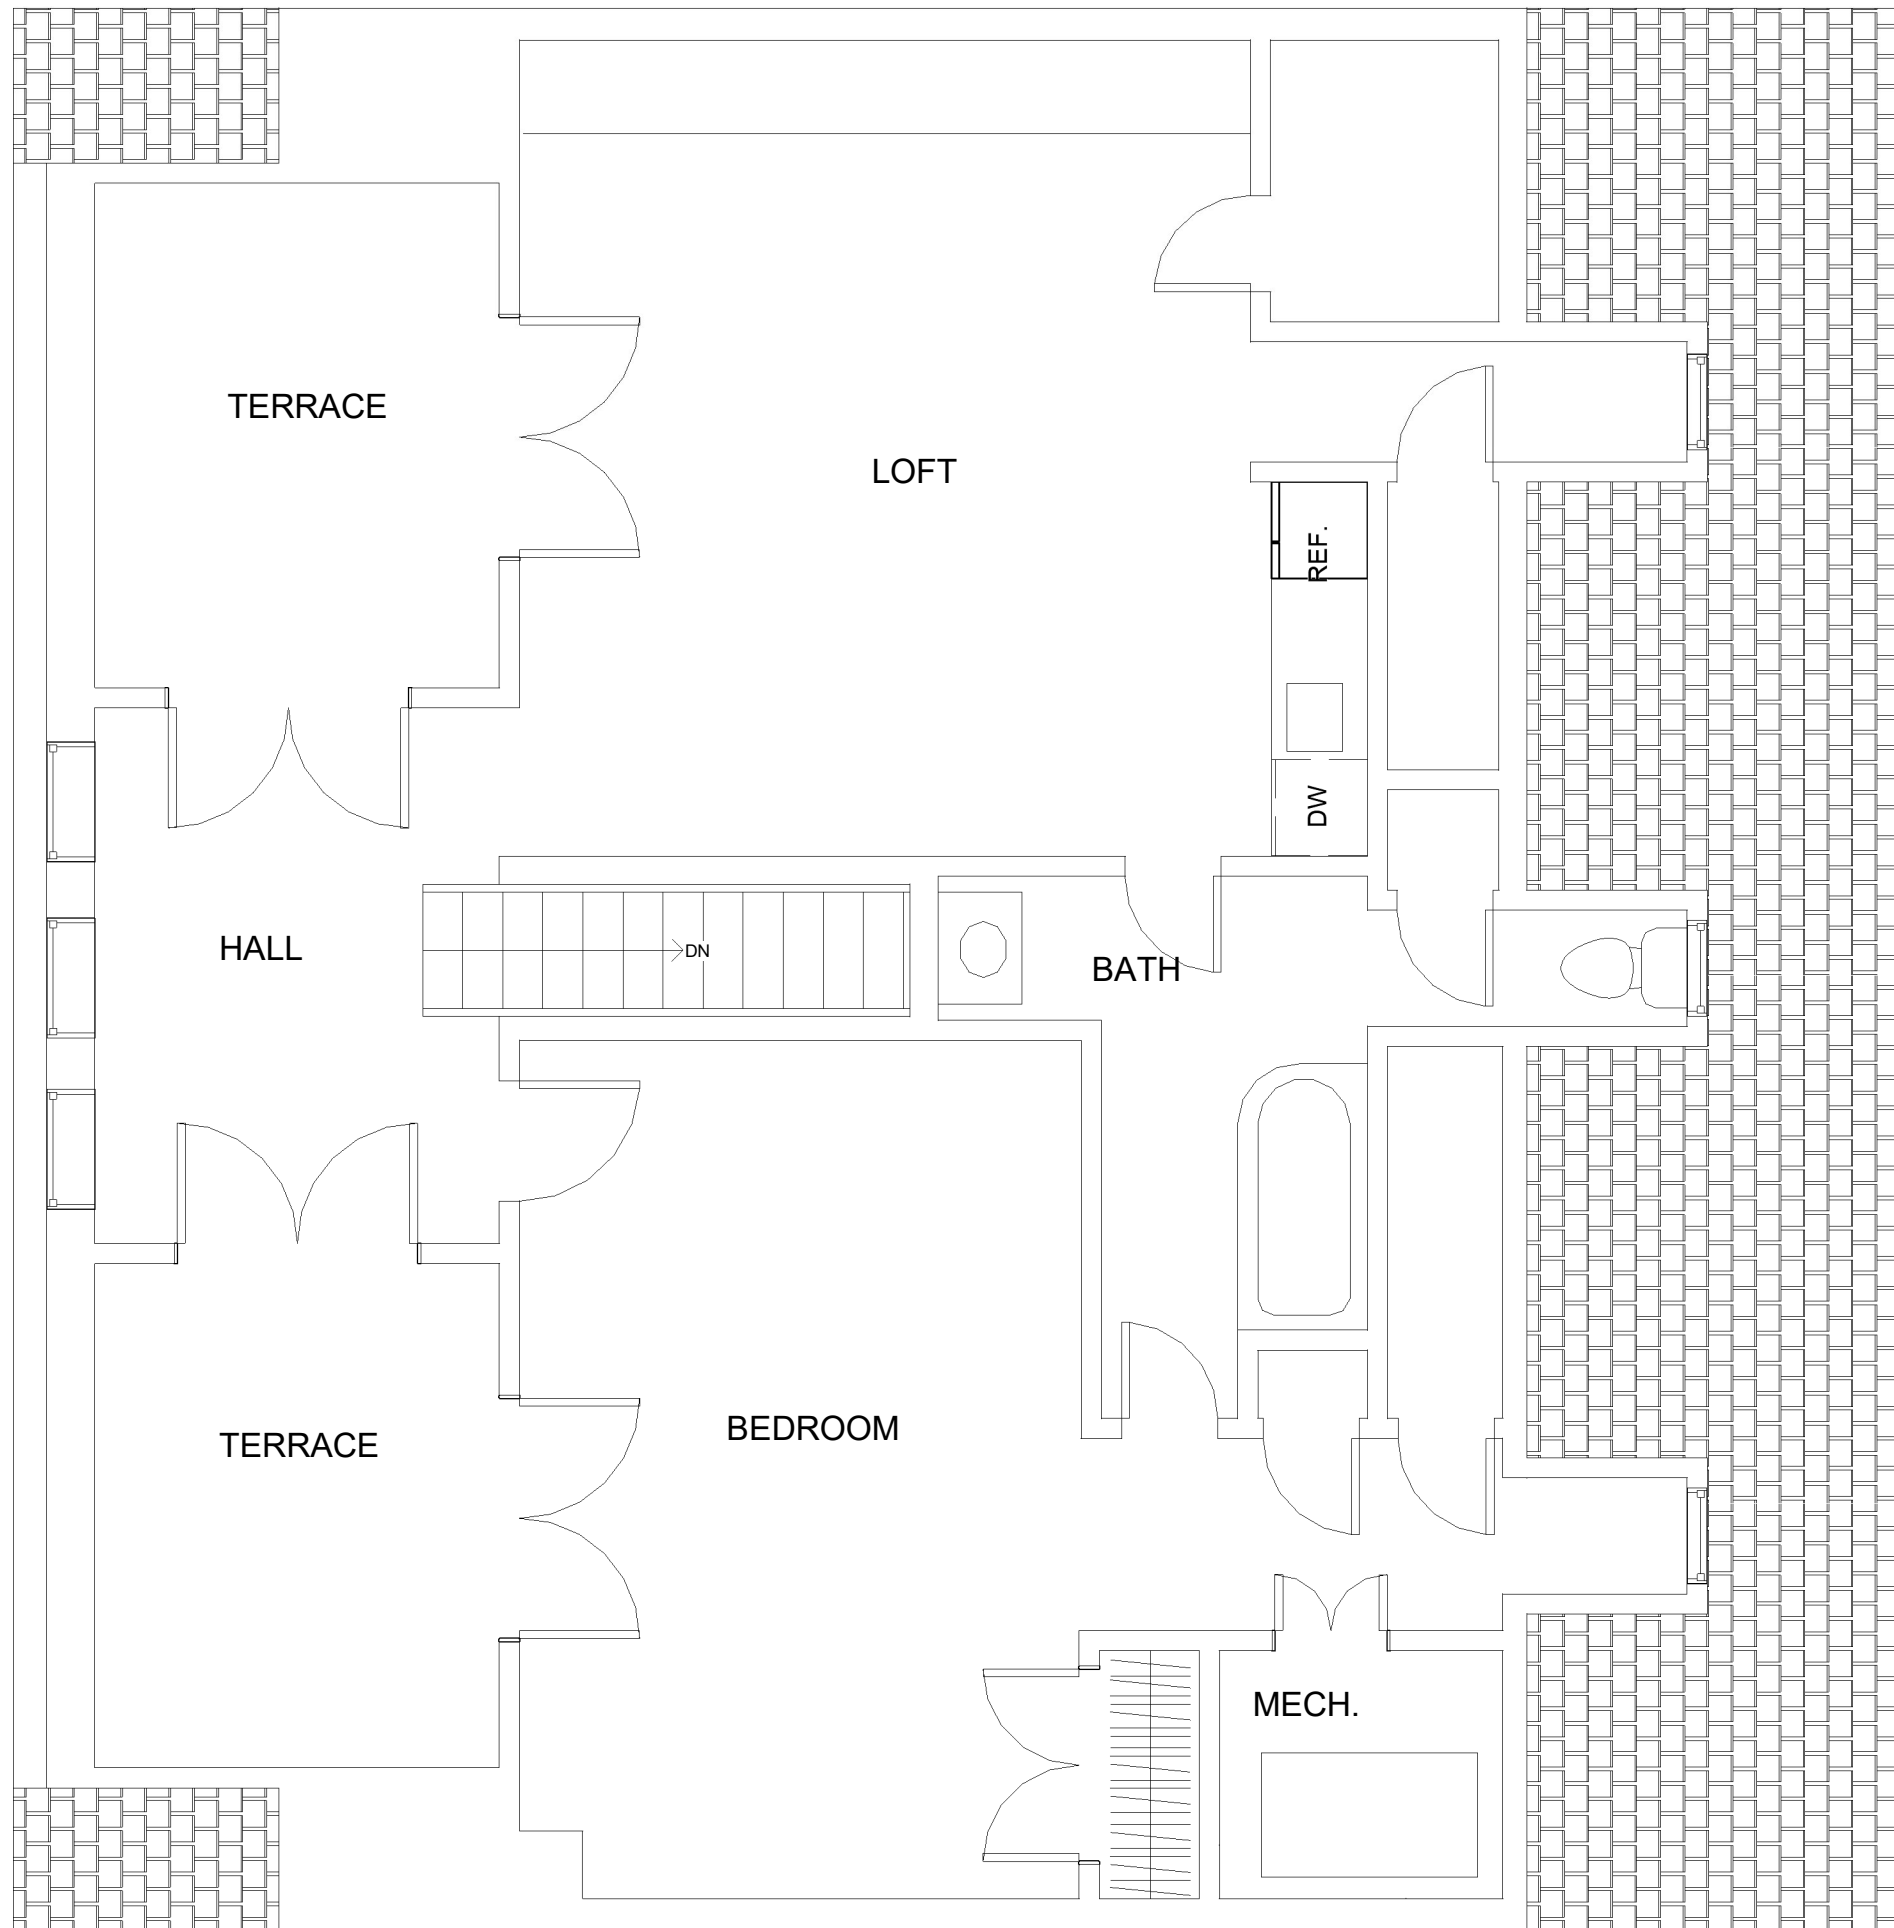 TERRACE
LOFT
REF.
DW
HALL
DN
BATH
TERRACE
BEDROOM
MECH.